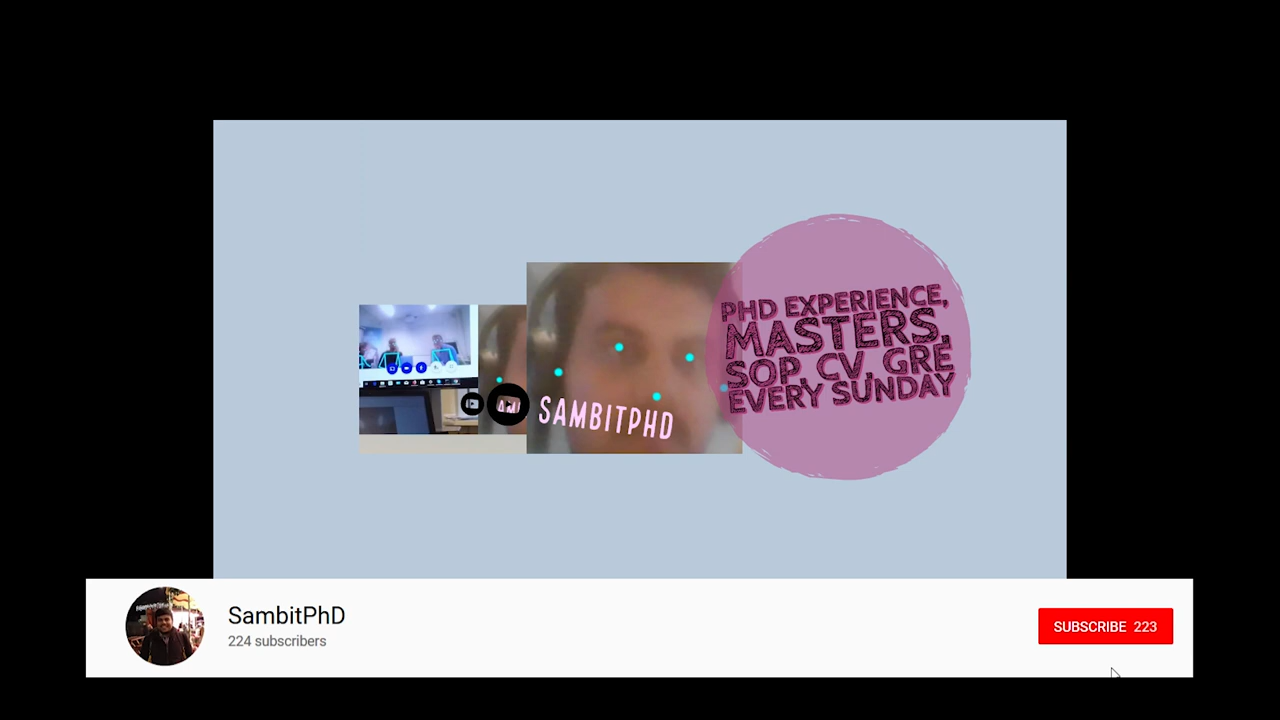 PHD EXPERIENCE,
MASTERS,
SOP, CV, GRE
EVERY SUNDAY
SAMBITPHD
SambitPhD
224 subscribers
SUBSCRIBE 223